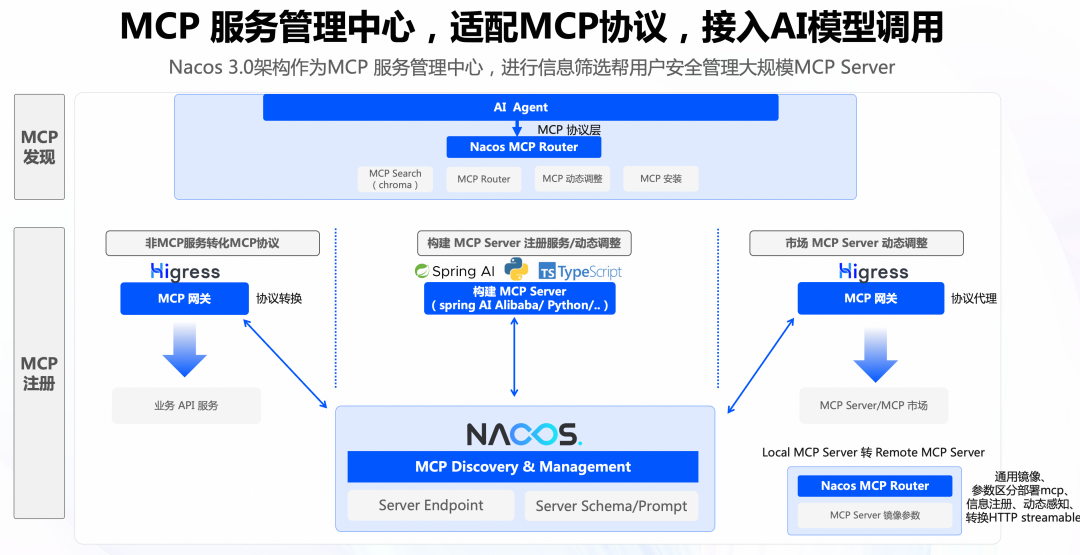 MCP 服务管理中心，适配MCP协议，接入AI模型调用
Nacos 3.0架构作为MCP 服务管理中心，进行信息筛选帮用户安全管理大规模MCP Server
MCP
发现
AI Agent
MCP 协议层
Nacos MCP Router
MCP Search
（chroma）
MCP Router
MCP 动态调整
MCP 安装
MCP
注册
非MCP服务转化MCP协议
Higress
MCP 网关
协议转换
业务 API 服务
构建 MCP Server 注册服务/动态调整
Spring AI
TS TypeScript
构建 MCP Server
（spring AI Alibaba/ Python/..）
市场 MCP Server 动态调整
Higress
MCP 网关
协议代理
MCP Server/MCP 市场
NACOS.
MCP Discovery & Management
Server Endpoint
Server Schema/Prompt
Local MCP Server 转 Remote MCP Server
Nacos MCP Router
MCP Server 镜像参数
通用镜像、
参数区分部署mcp、
信息注册、动态感知、
转换HTTP streamable